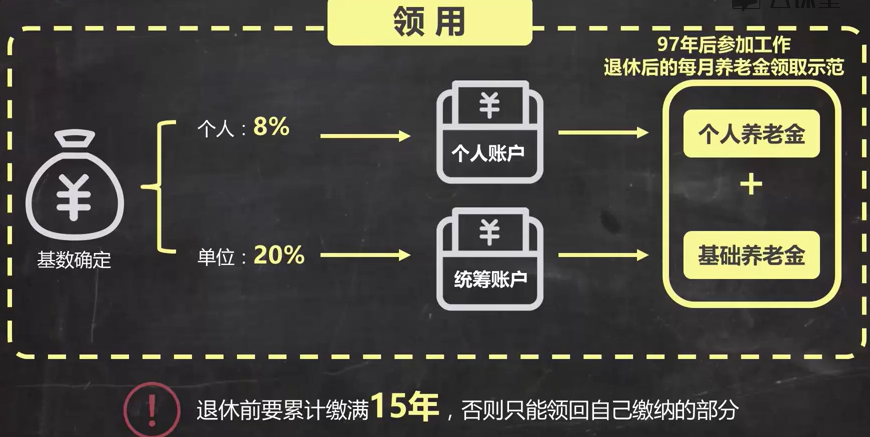 领用
97年后参加工作
退休后的每月养老金领取示范
¥
个人：8%
¥
个人账户
个人养老金
+
基数确定
单位：20%
¥
统筹账户
基础养老金
! 退休前要累计缴满15年，否则只能领回自己缴纳的部分